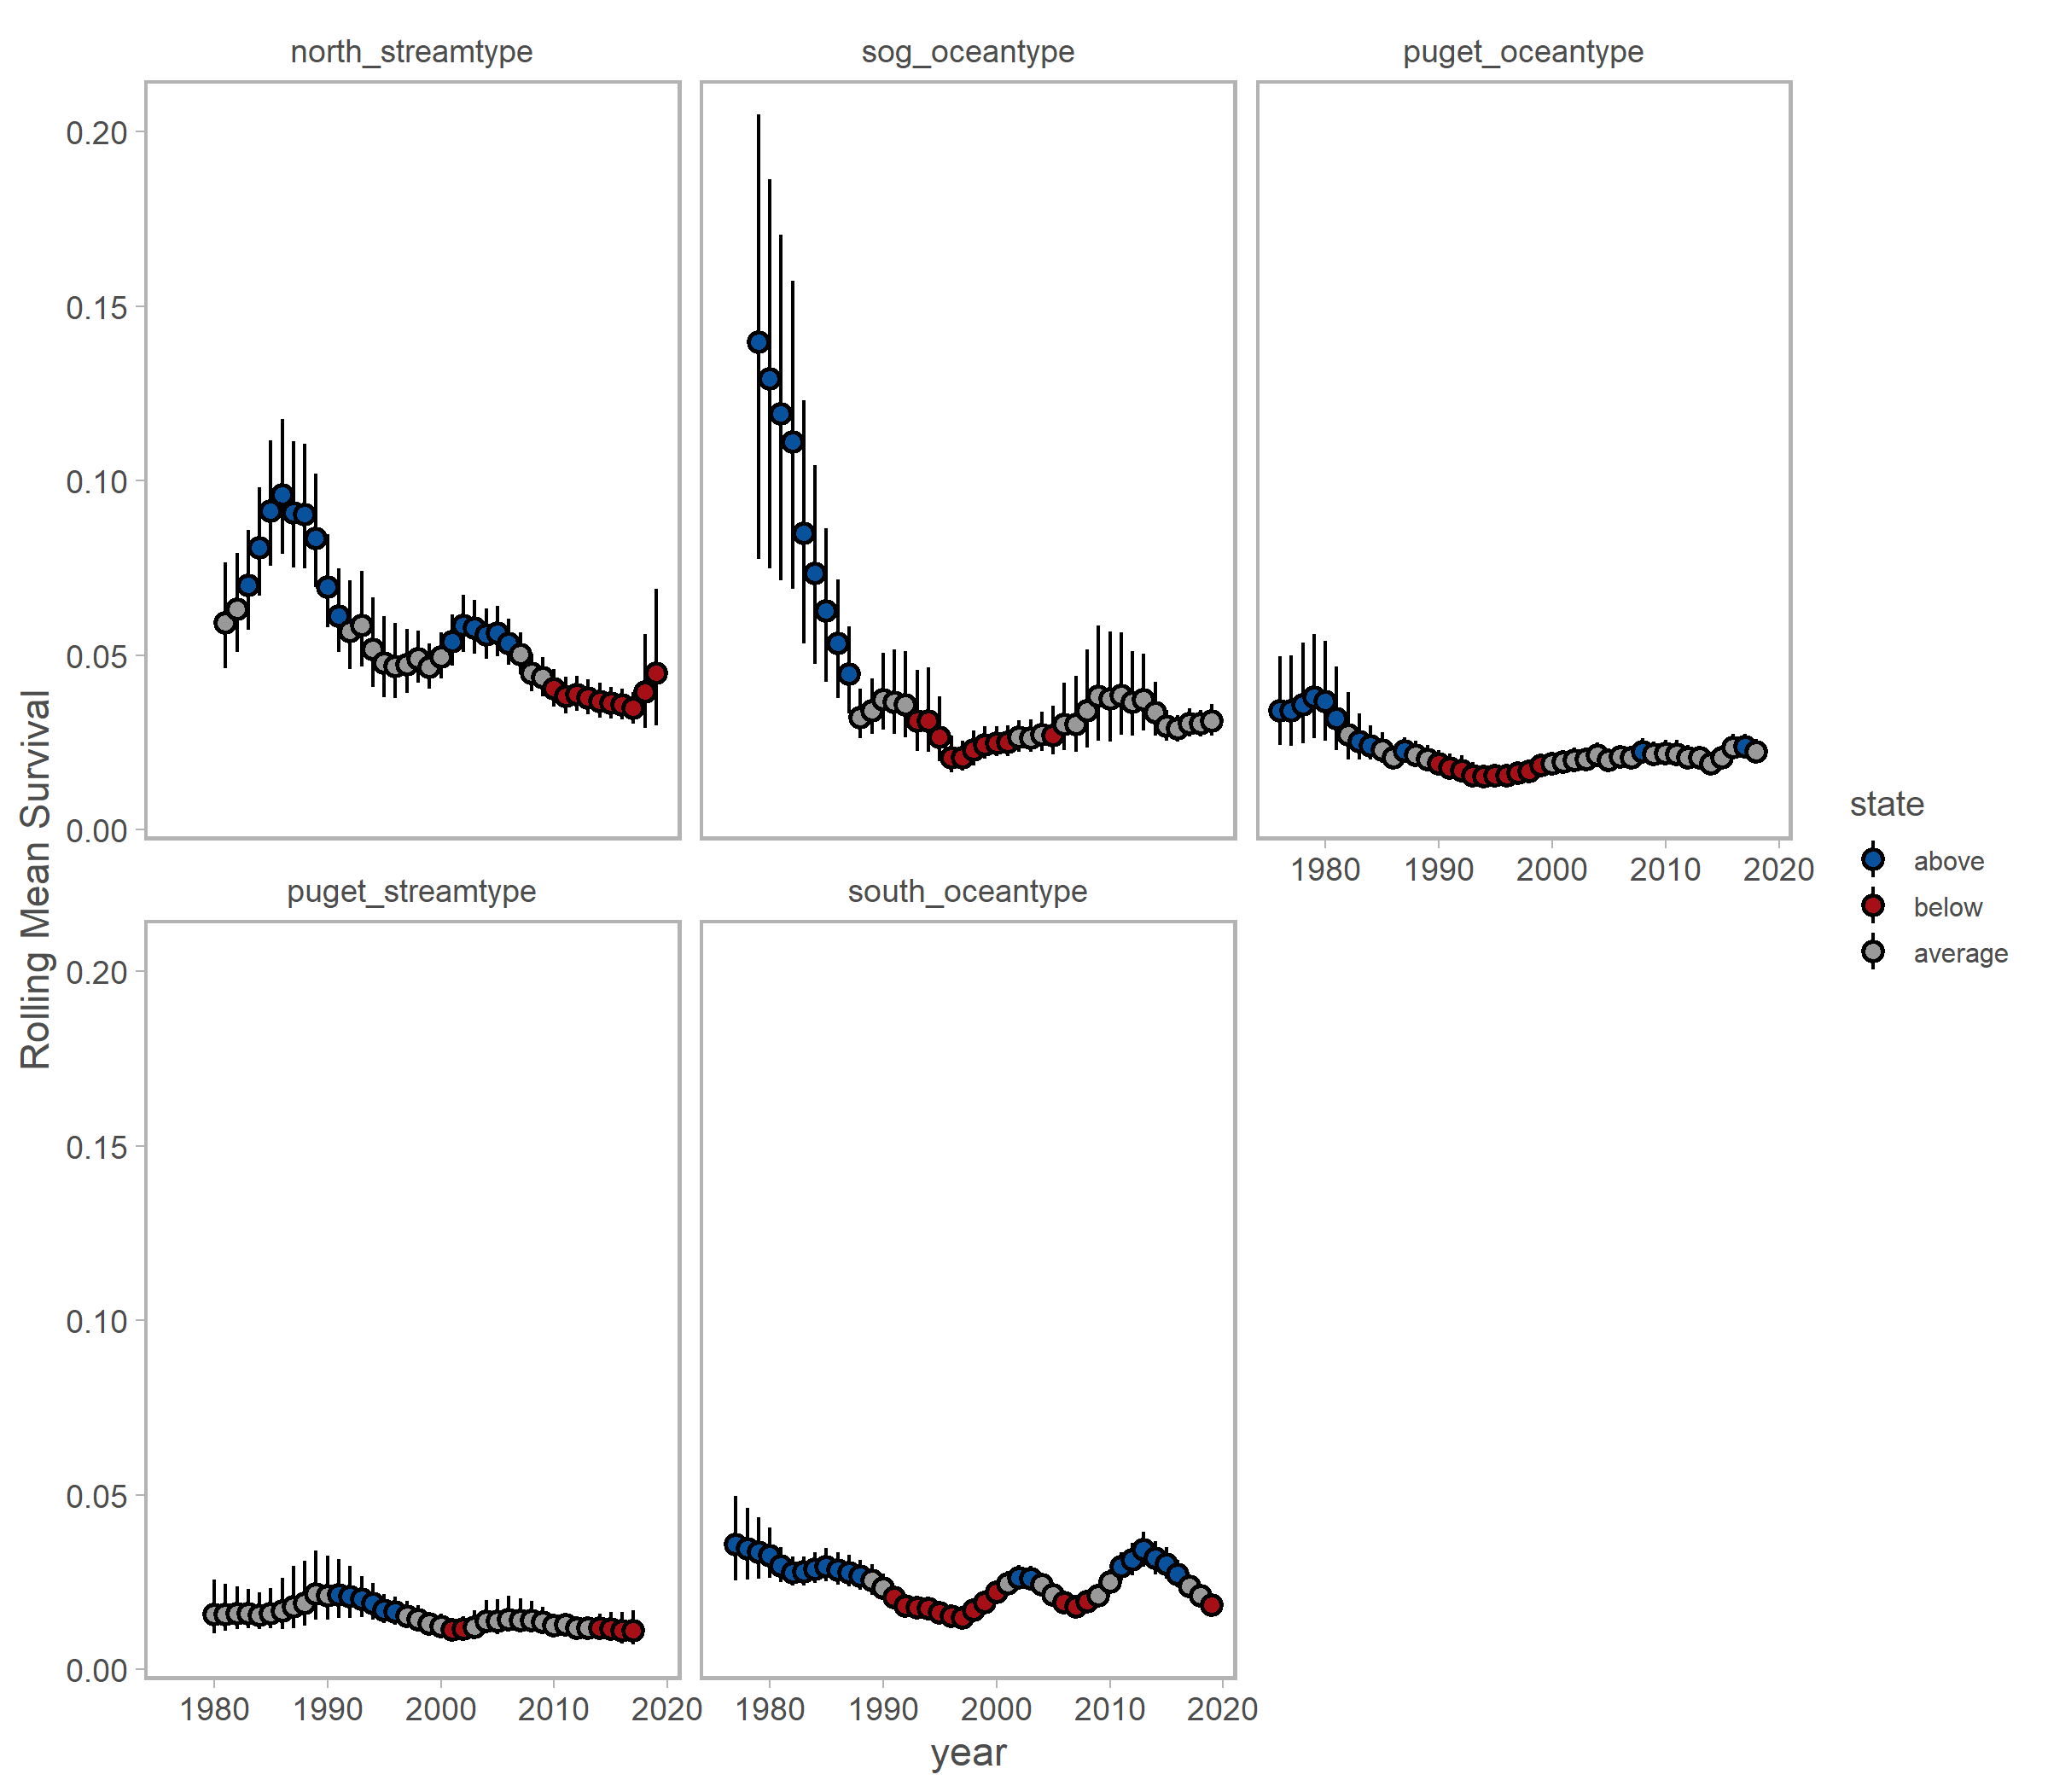 north_streamtype
sog_oceantype
puget_oceantype
0.20
0.15
0.10
0.05
0.00
1980 1990 2000 2010 2020
puget_streamtype
south_oceantype
0.20
0.15
0.10
0.05
0.00
1980 1990 2000 2010 2020
1980 1990 2000 2010 2020
year
Rolling Mean Survival
state
above
below
average